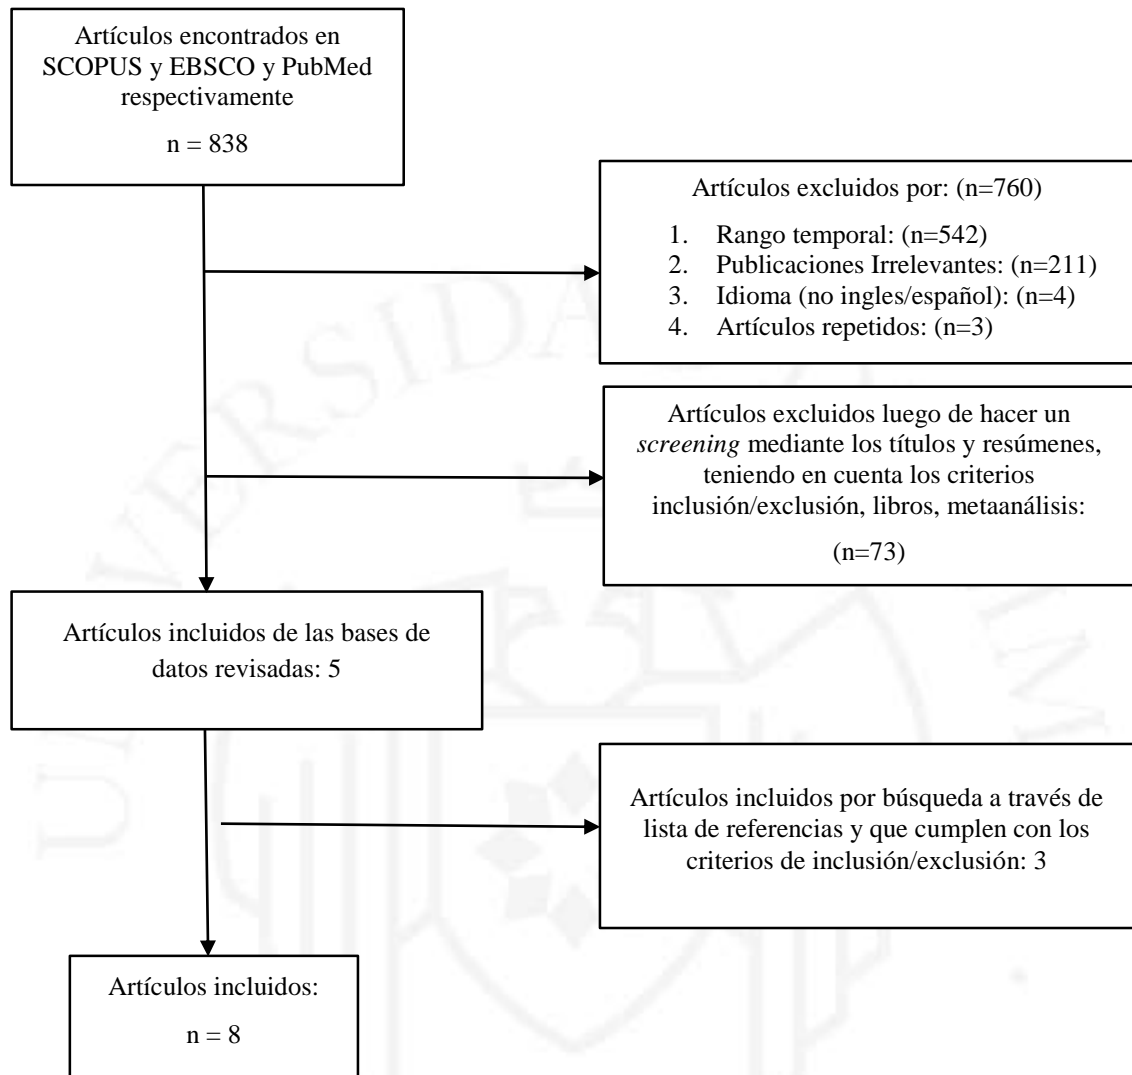 Artículos encontrados en
SCOPUS y EBSCO y PubMed
respectivamente
n = 838
Artículos excluidos por: (n=760)
1. Rango temporal: (n=542)
2. Publicaciones Irrelevantes: (n=211)
3. Idioma (no ingles/español): (n=4)
4. Artículos repetidos: (n=3)
Artículos excluidos luego de hacer un
screening mediante los títulos y resúmenes,
teniendo en cuenta los criterios
inclusión/exclusión, libros, metaanálisis:
(n=73)
Artículos incluidos de las bases de
datos revisadas: 5
Artículos incluidos por búsqueda a través de
lista de referencias y que cumplen con los
criterios de inclusión/exclusión: 3
Artículos incluidos:
n = 8